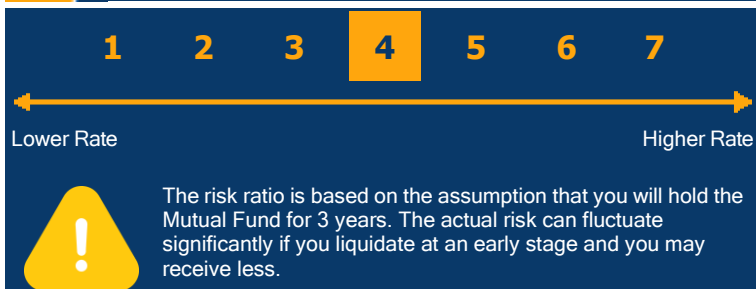 1 2 3 4 5 6 7
Lower Rate Higher Rate
The risk ratio is based on the assumption that you will hold the
Mutual Fund for 3 years. The actual risk can fluctuate
significantly if you liquidate at an early stage and you may
receive less.